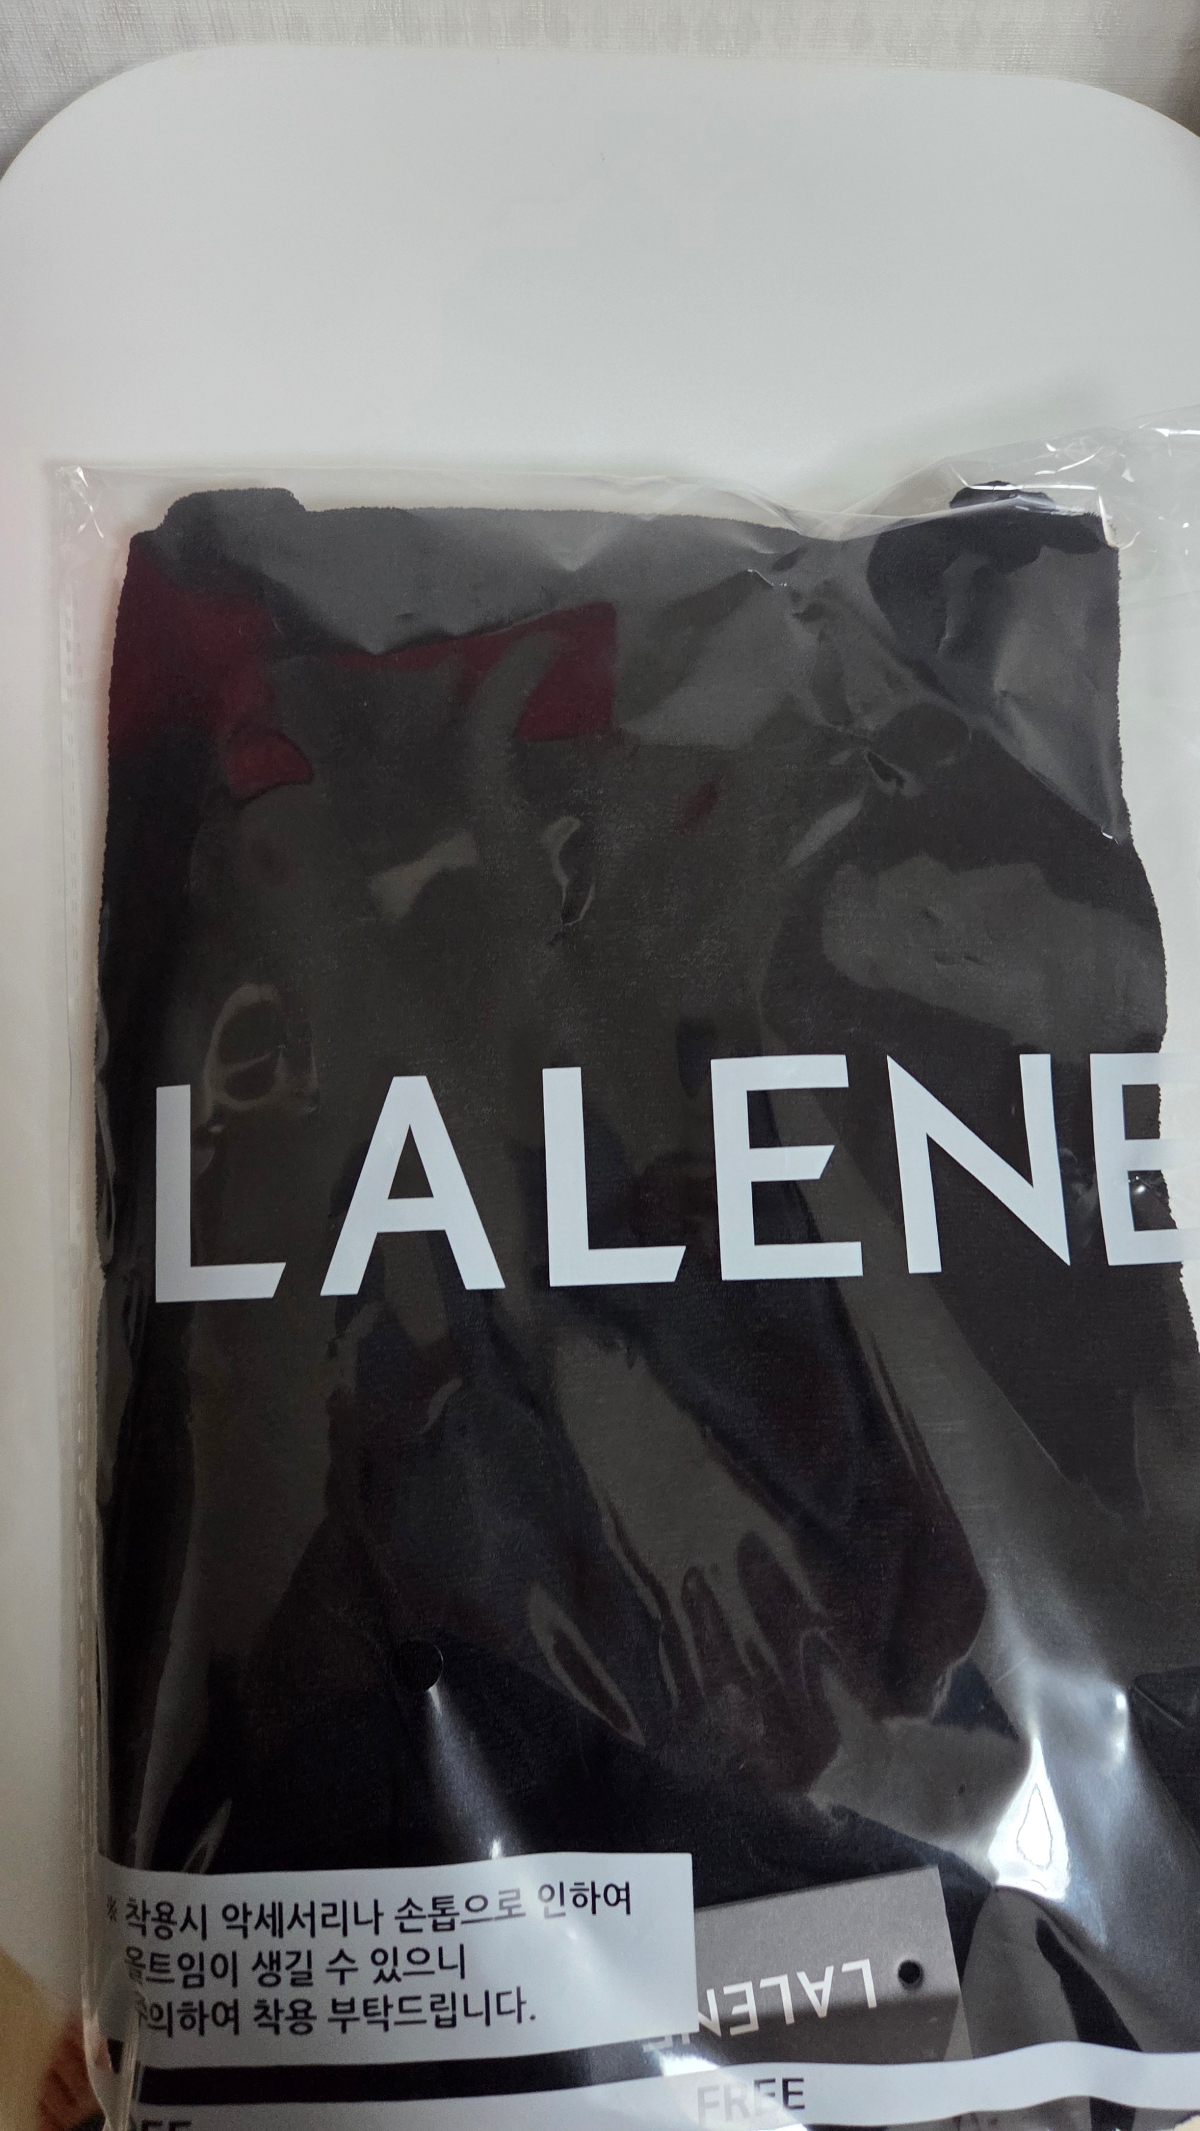 LALENE
※ 착용시 악세서리나 손톱으로 인하여
올트임이 생길 수 있으니
주의하여 착용 부탁드립니다.
LALENE
FREE